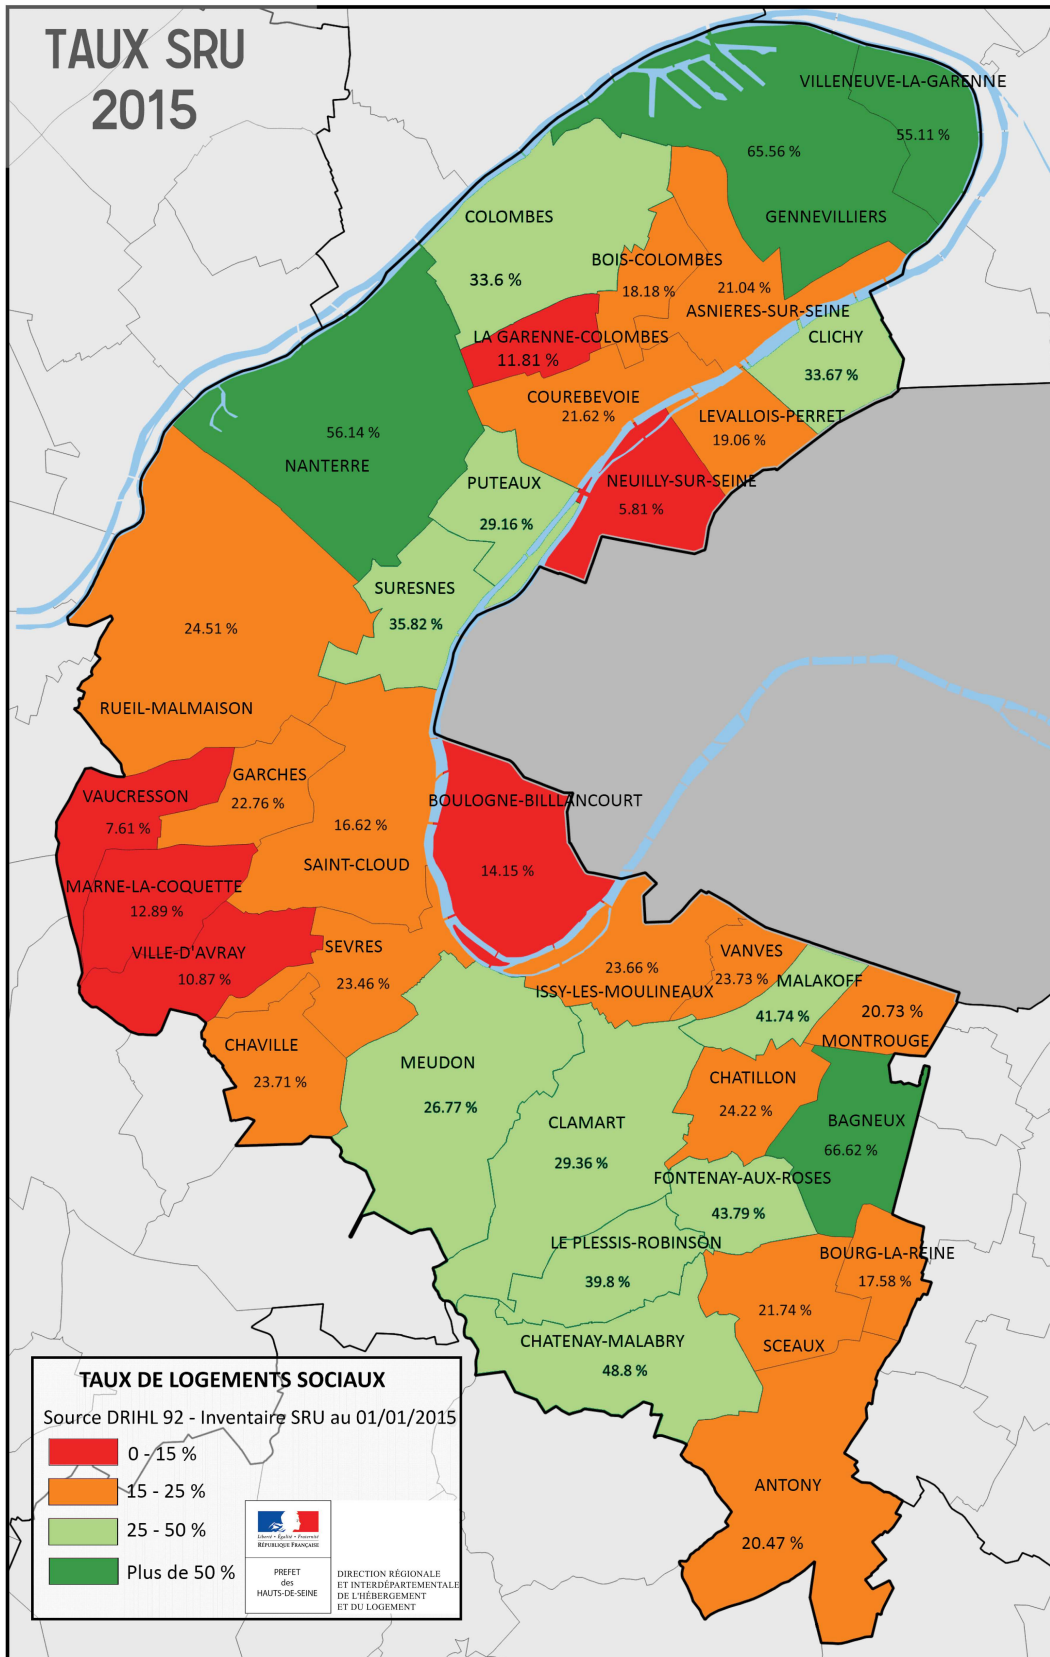 TAUX SRU
2015
VILLENEUVE-LA-GARENNE
55.11 %
65.56 %
GENNEVILLIERS
COLOMBES
33.6 %
BOIS-COLOMBES
18.18 %
21.04 %
ASNIERES-SUR-SEINE
LA GARENNE-COLOMBES
11.81 %
CLICHY
33.67 %
COUREBEVOIE
21.62 %
LEVALLOIS-PERRET
19.06 %
56.14 %
NANTERRE
PUTEAUX
29.16 %
NEUILLY-SUR-SEINE
5.81 %
SURESNES
35.82 %
24.51 %
RUEIL-MALMAISON
GARCHES
22.76 %
VAUCRESSON
7.61 %
BOULOGNE-BILLLANCOURT
14.15 %
16.62 %
SAINT-CLOUD
MARNE-LA-COQUETTE
12.89 %
VILLE-D'AVRAY
10.87 %
SEVRES
23.46 %
23.66 %
ISSY-LES-MOULINEAUX
VANVES
23.73 %
MALAKOFF
41.74 %
20.73 %
MONTROUGE
CHAVILLE
23.71 %
MEUDON
26.77 %
CHATILLON
24.22 %
CLAMART
29.36 %
BAGNEUX
66.62 %
FONTENAY-AUX-ROSES
43.79 %
LE PLESSIS-ROBINSON
39.8 %
BOURG-LA-REINE
17.58 %
21.74 %
SCEAUX
CHATENAY-MALABRY
48.8 %
ANTONY
20.47 %
TAUX DE LOGEMENTS SOCIAUX
Source DRIHL 92 - Inventaire SRU au 01/01/2015
0 - 15 %
15 - 25 %
25 - 50 %
Plus de 50 %
Liberté • Égalité • Fraternité
RÉPUBLIQUE FRANÇAISE
PREFET
des
HAUTS-DE-SEINE
DIRECTION RÉGIONALE
ET INTERDÉPARTEMENTALE
DE L'HÉBERGEMENT
ET DU LOGEMENT